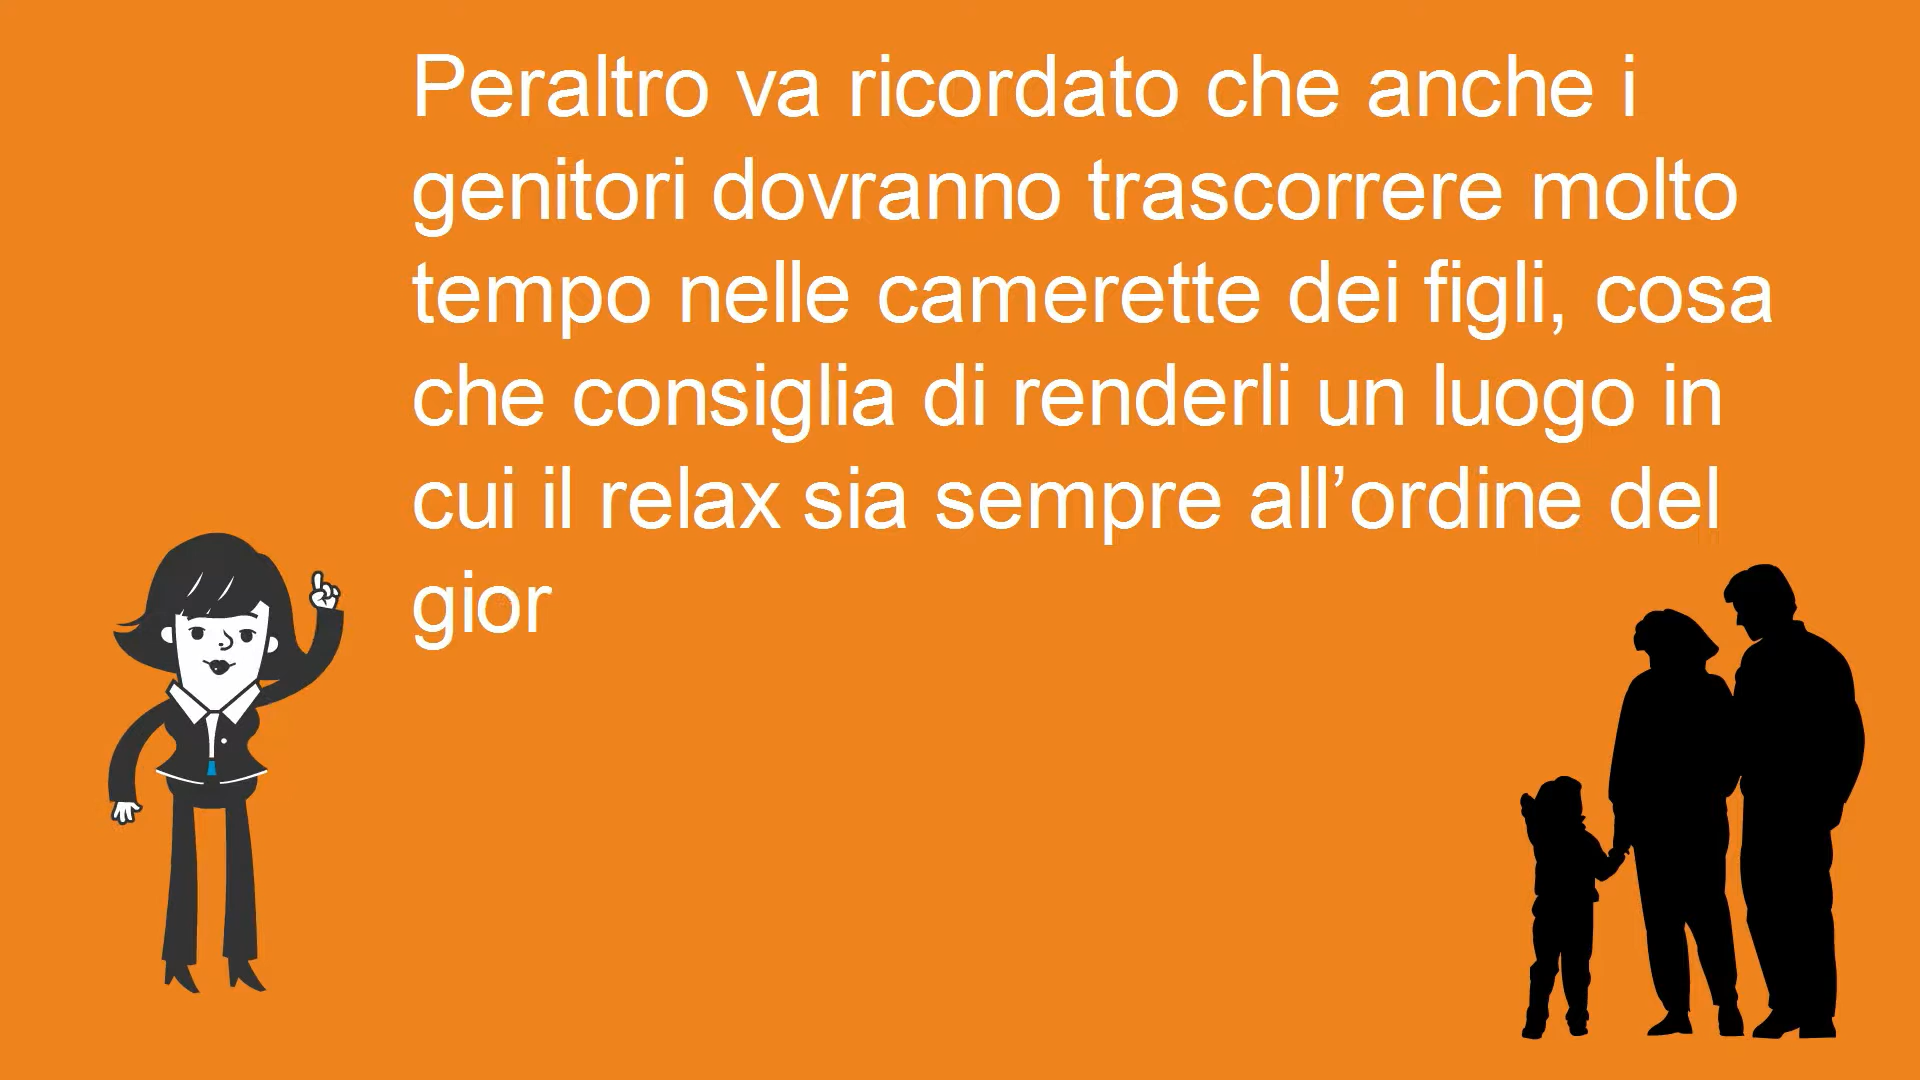 Peraltro va ricordato che anche i
genitori dovranno trascorrere molto
tempo nelle camerette dei figli, cosa
che consiglia di renderli un luogo in
cui il relax sia sempre all’ordine del
gior